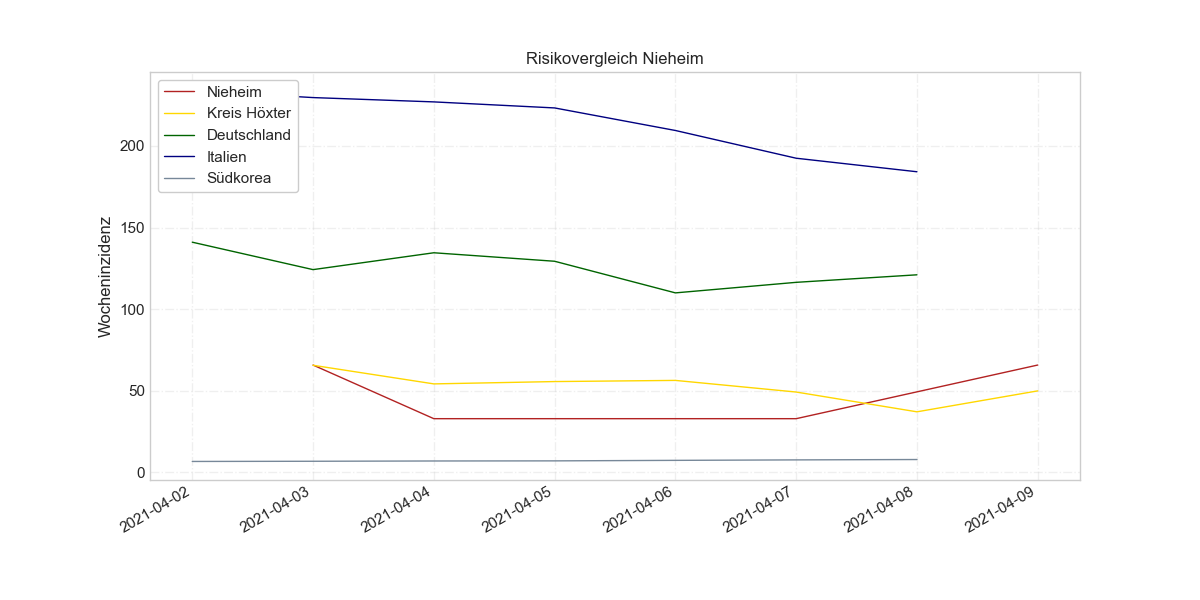 Risikovergleich Nieheim
Nieheim
Kreis Höxter
Deutschland
Italien
Südkorea
Wocheninzidenz
200
150
100
50
0
2021-04-02
2021-04-03
2021-04-04
2021-04-05
2021-04-06
2021-04-07
2021-04-08
2021-04-09